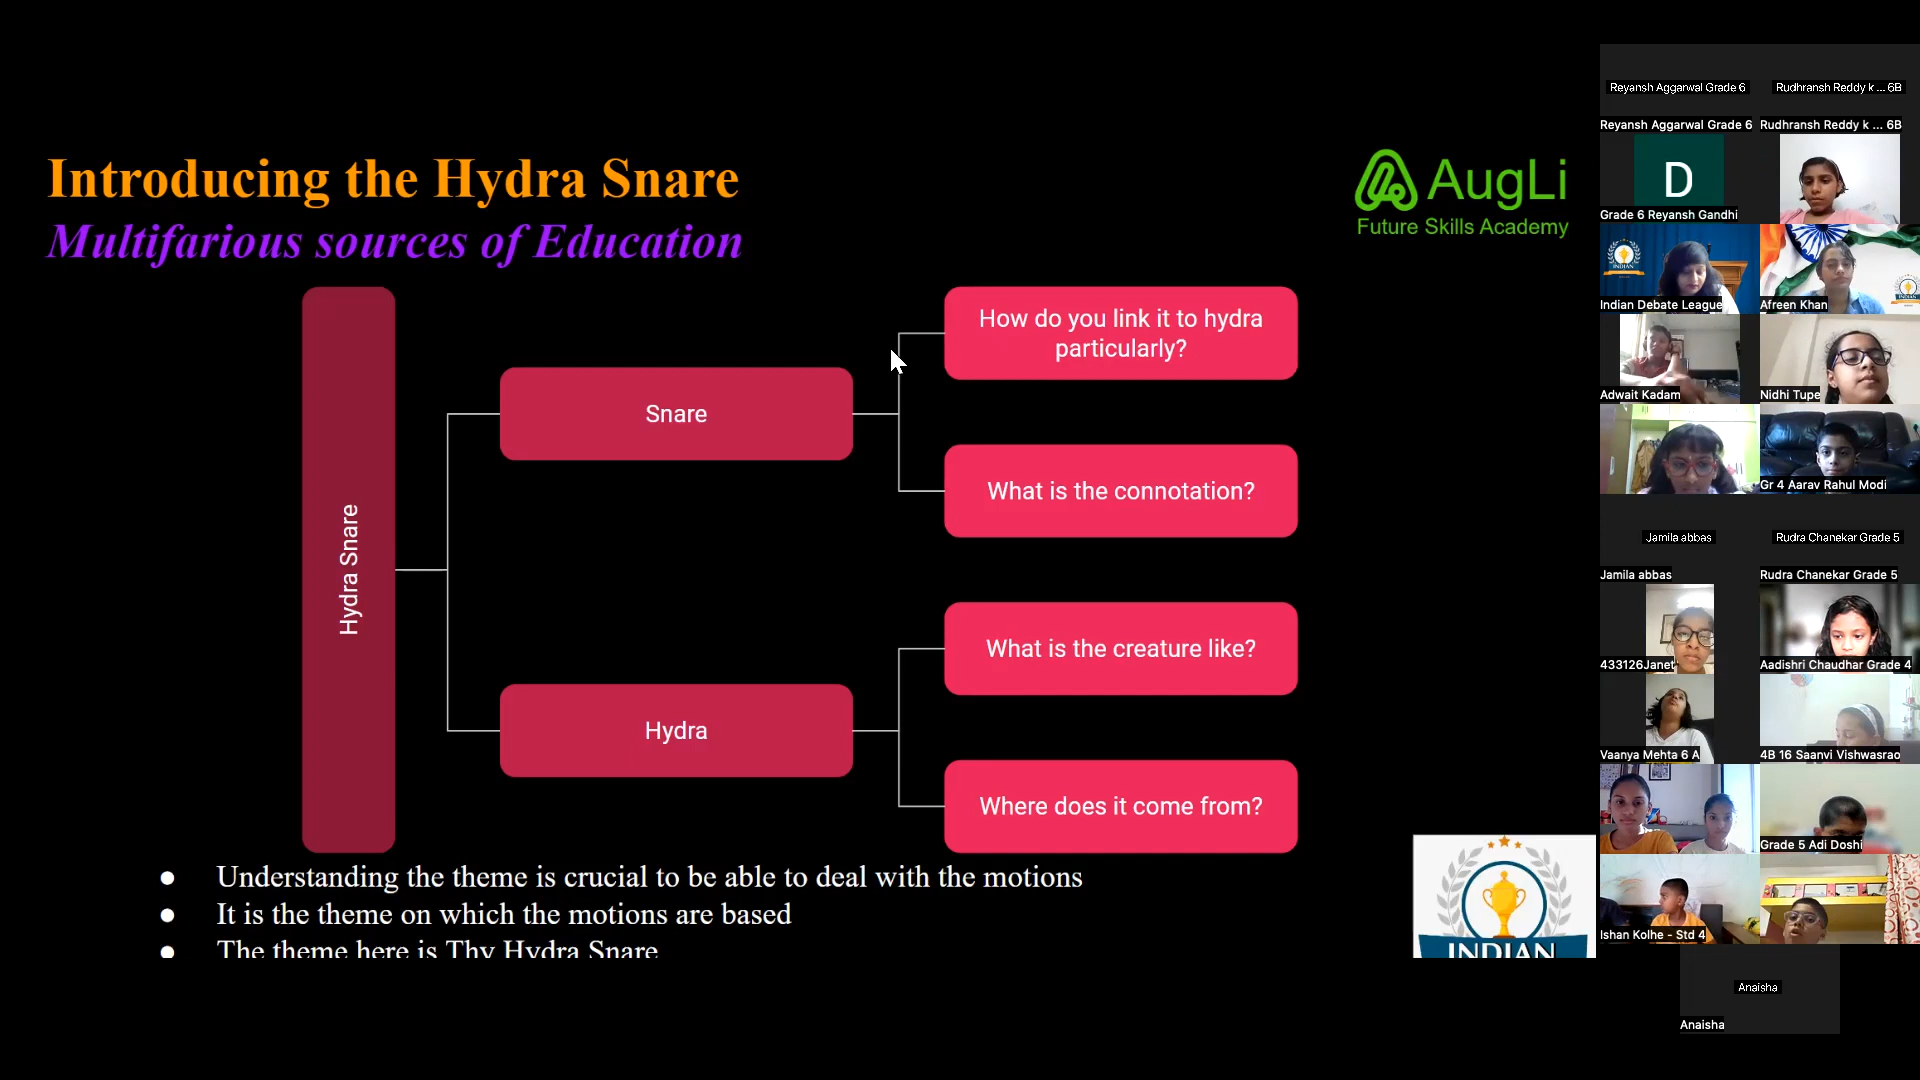 Introducing the Hydra Snare
Multifarious sources of Education
AugLi
Future Skills Academy
Hydra Snare
Snare
Hydra
How do you link it to hydra
particularly?
What is the connotation?
What is the creature like?
Where does it come from?
● Understanding the theme is crucial to be able to deal with the motions
● It is the theme on which the motions are based
● The theme here is Thy Hydra Snare
INDIAN
Reyansh Aggarwal Grade 6
Rudhransh Reddy k ... 6B
Reyansh Aggarwal Grade 6
Rudhransh Reddy k ... 6B
D
Grade 6 Reyansh Gandhi
INDIAN
Indian Debate League
Afreen Khan
Adwait Kadam
Nidhi Tupe
Gr 4 Aarav Rahul Modi
Jamila abbas
Rudra Chanekar Grade 5
Jamila abbas
Rudra Chanekar Grade 5
433126Janet
Aadishri Chaudhar Grade 4
Vaanya Mehta 6 A
4B 16 Saanvi Vishwasrao
Grade 5 Adi Doshi
Ishan Kolhe - Std 4
Anaisha
Anaisha